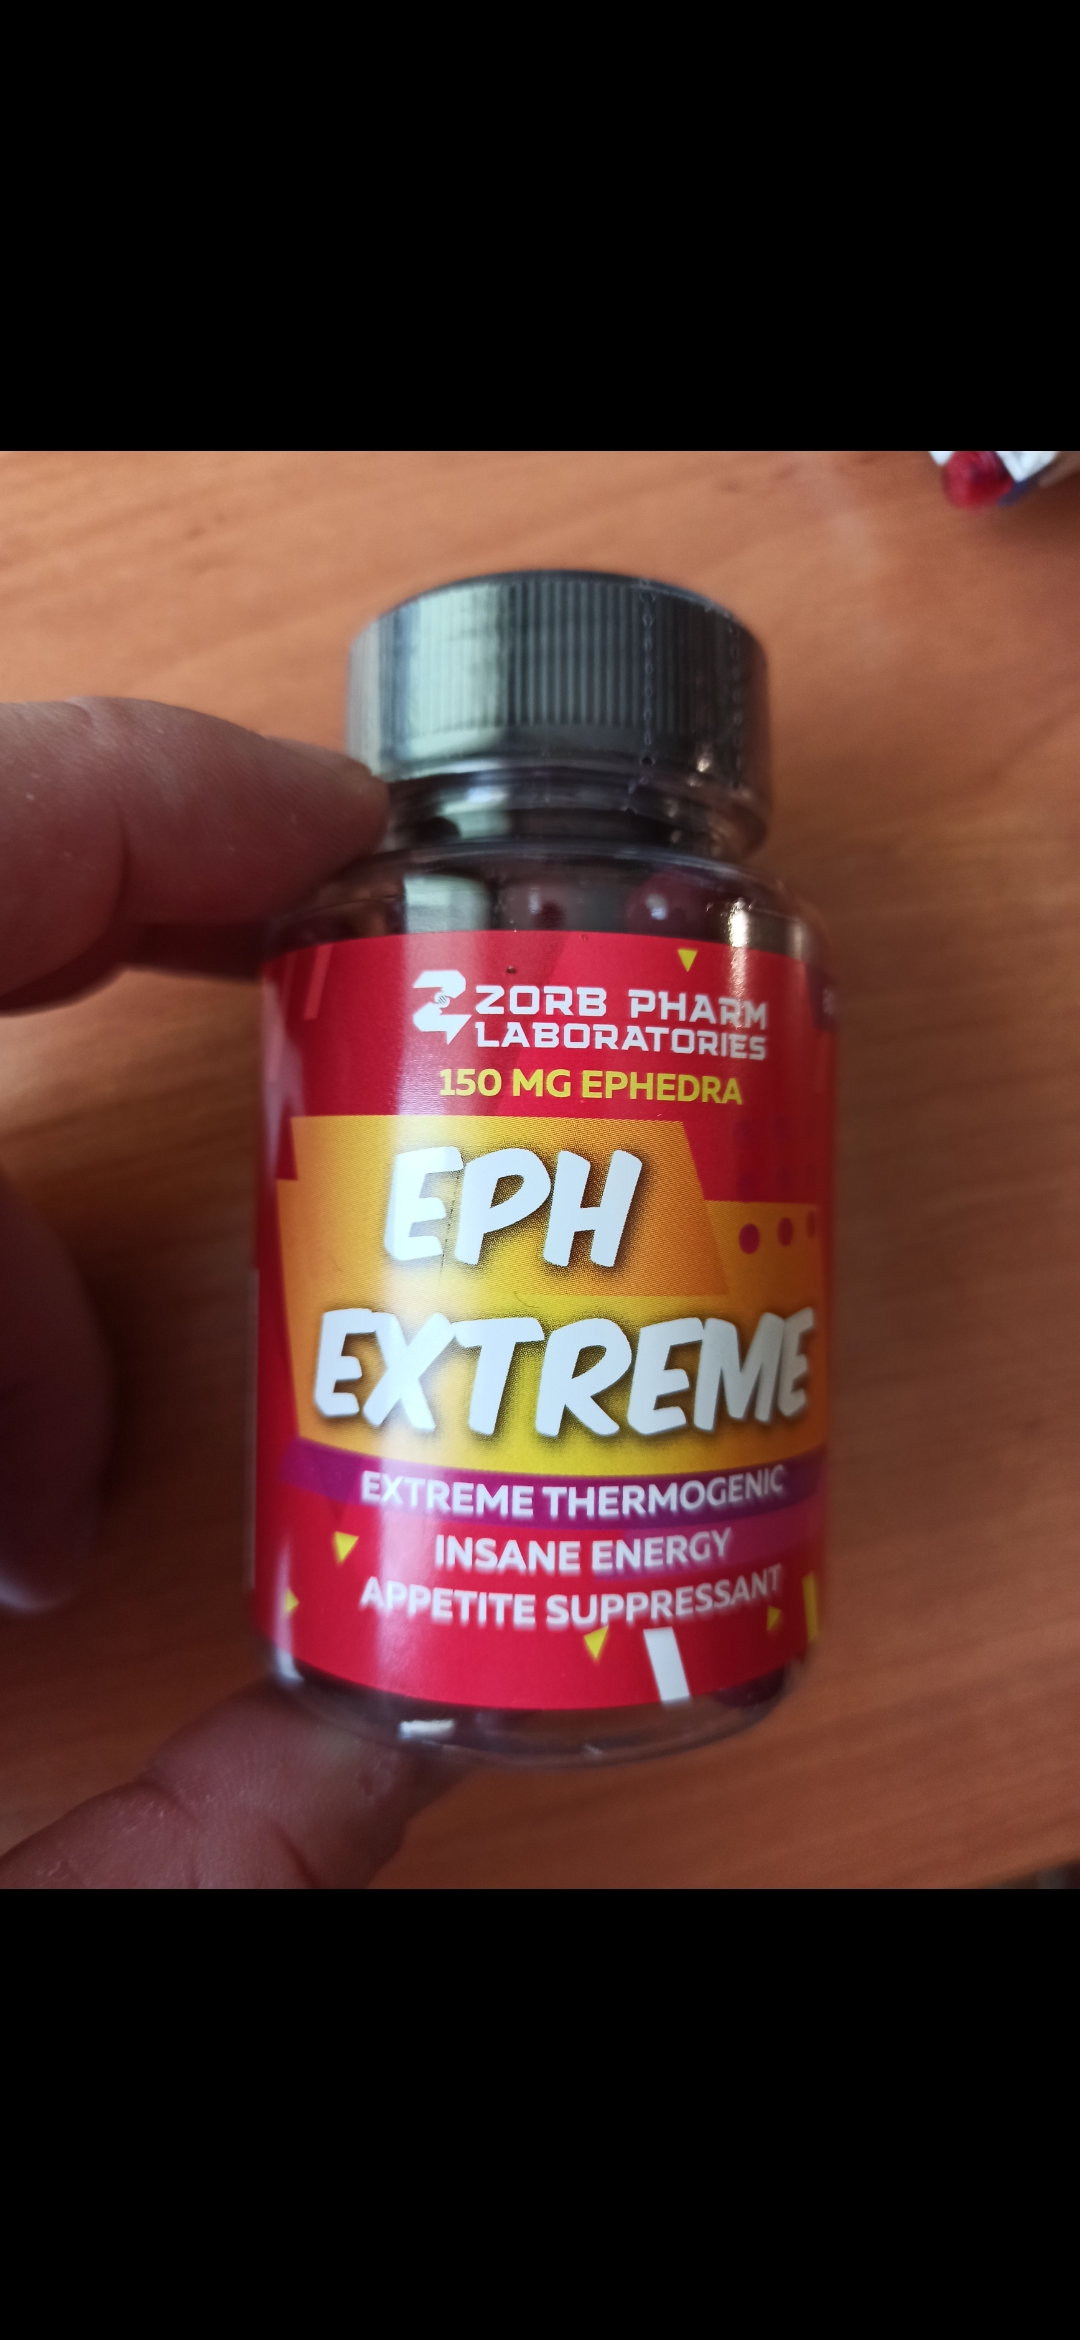 ZORB PHARM
LABORATORIES
150 MG EPHEDRA
EPH
EXTREME
EXTREME THERMOGENIC
INSANE ENERGY
APPETITE SUPPRESSANT